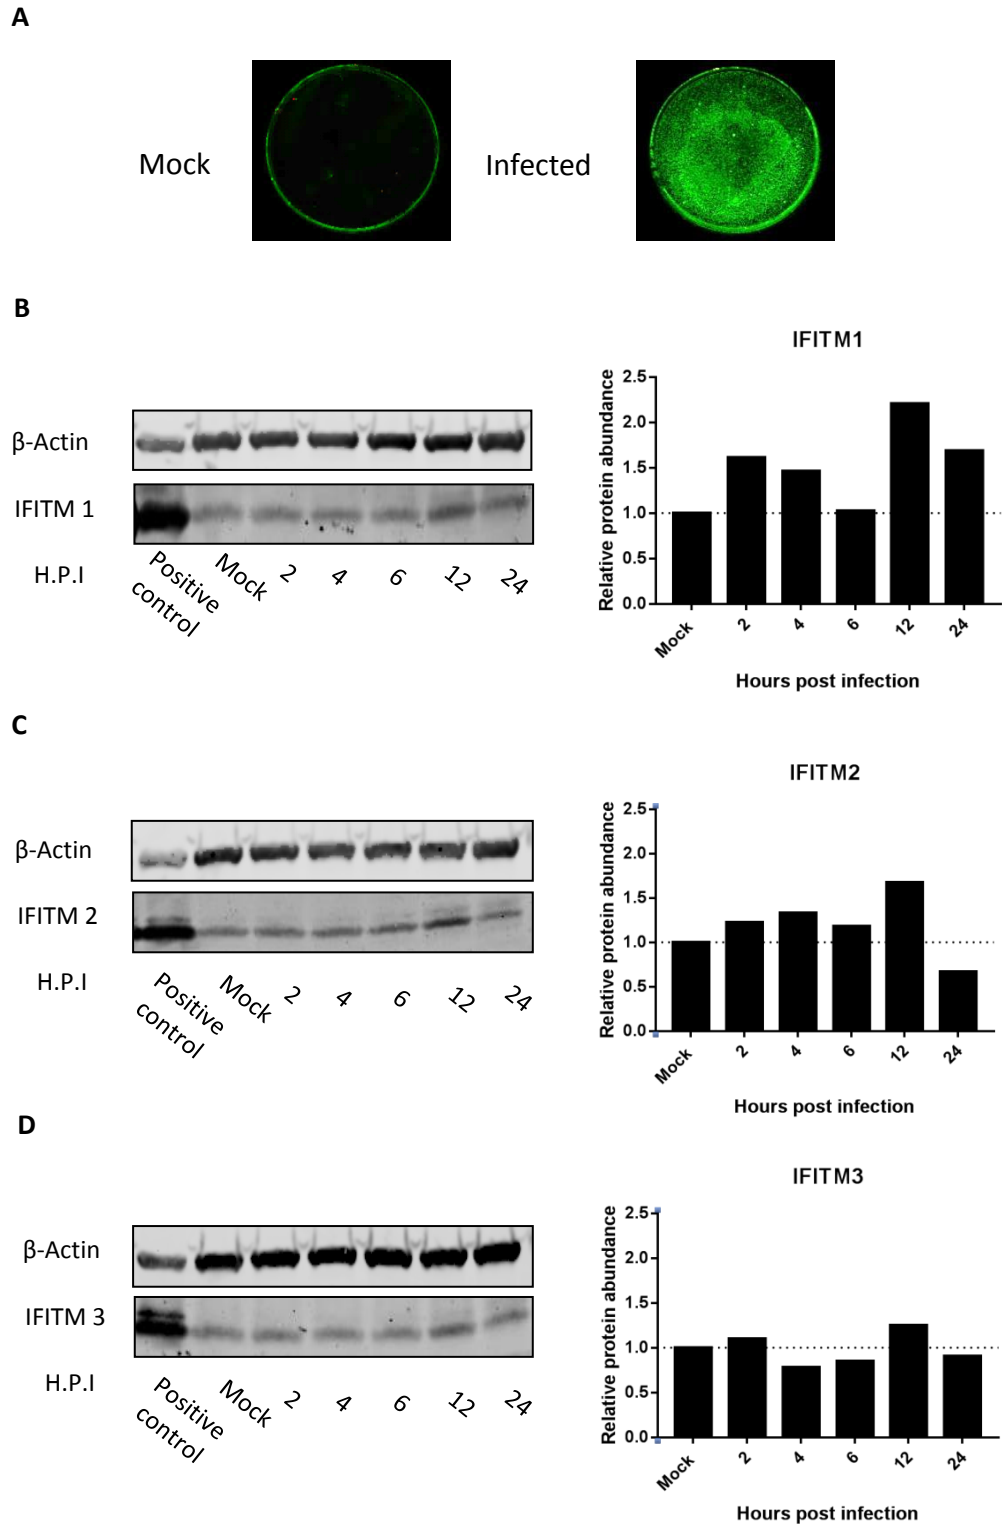 A
Mock
Infected
B
β-Actin
IFITM 1
H.P.I
Positive control
Mock
2
4
6
12
24
IFITM1
Relative protein abundance
2.5
2.0
1.5
1.0
0.5
0.0
Mock
2
4
6
12
24
Hours post infection
C
β-Actin
IFITM 2
H.P.I
Positive control
Mock
2
4
6
12
24
IFITM2
Relative protein abundance
2.5
2.0
1.5
1.0
0.5
0.0
Mock
2
4
6
12
24
Hours post infection
D
β-Actin
IFITM 3
H.P.I
Positive control
Mock
2
4
6
12
24
IFITM3
Relative protein abundance
2.5
2.0
1.5
1.0
0.5
0.0
Mock
2
4
6
12
24
Hours post infection